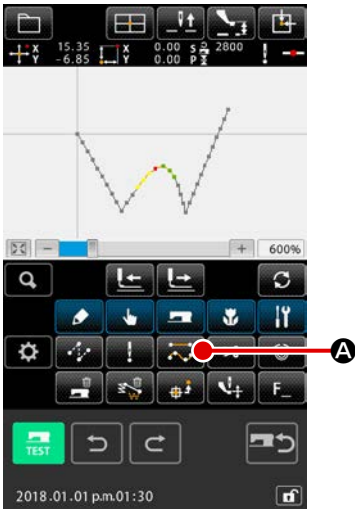 X 15.35 X 0.00 S 2800
Y -6.85 Y 0.00 P
600%
A
F_
TEST
2018.01.01 p.m.01:30